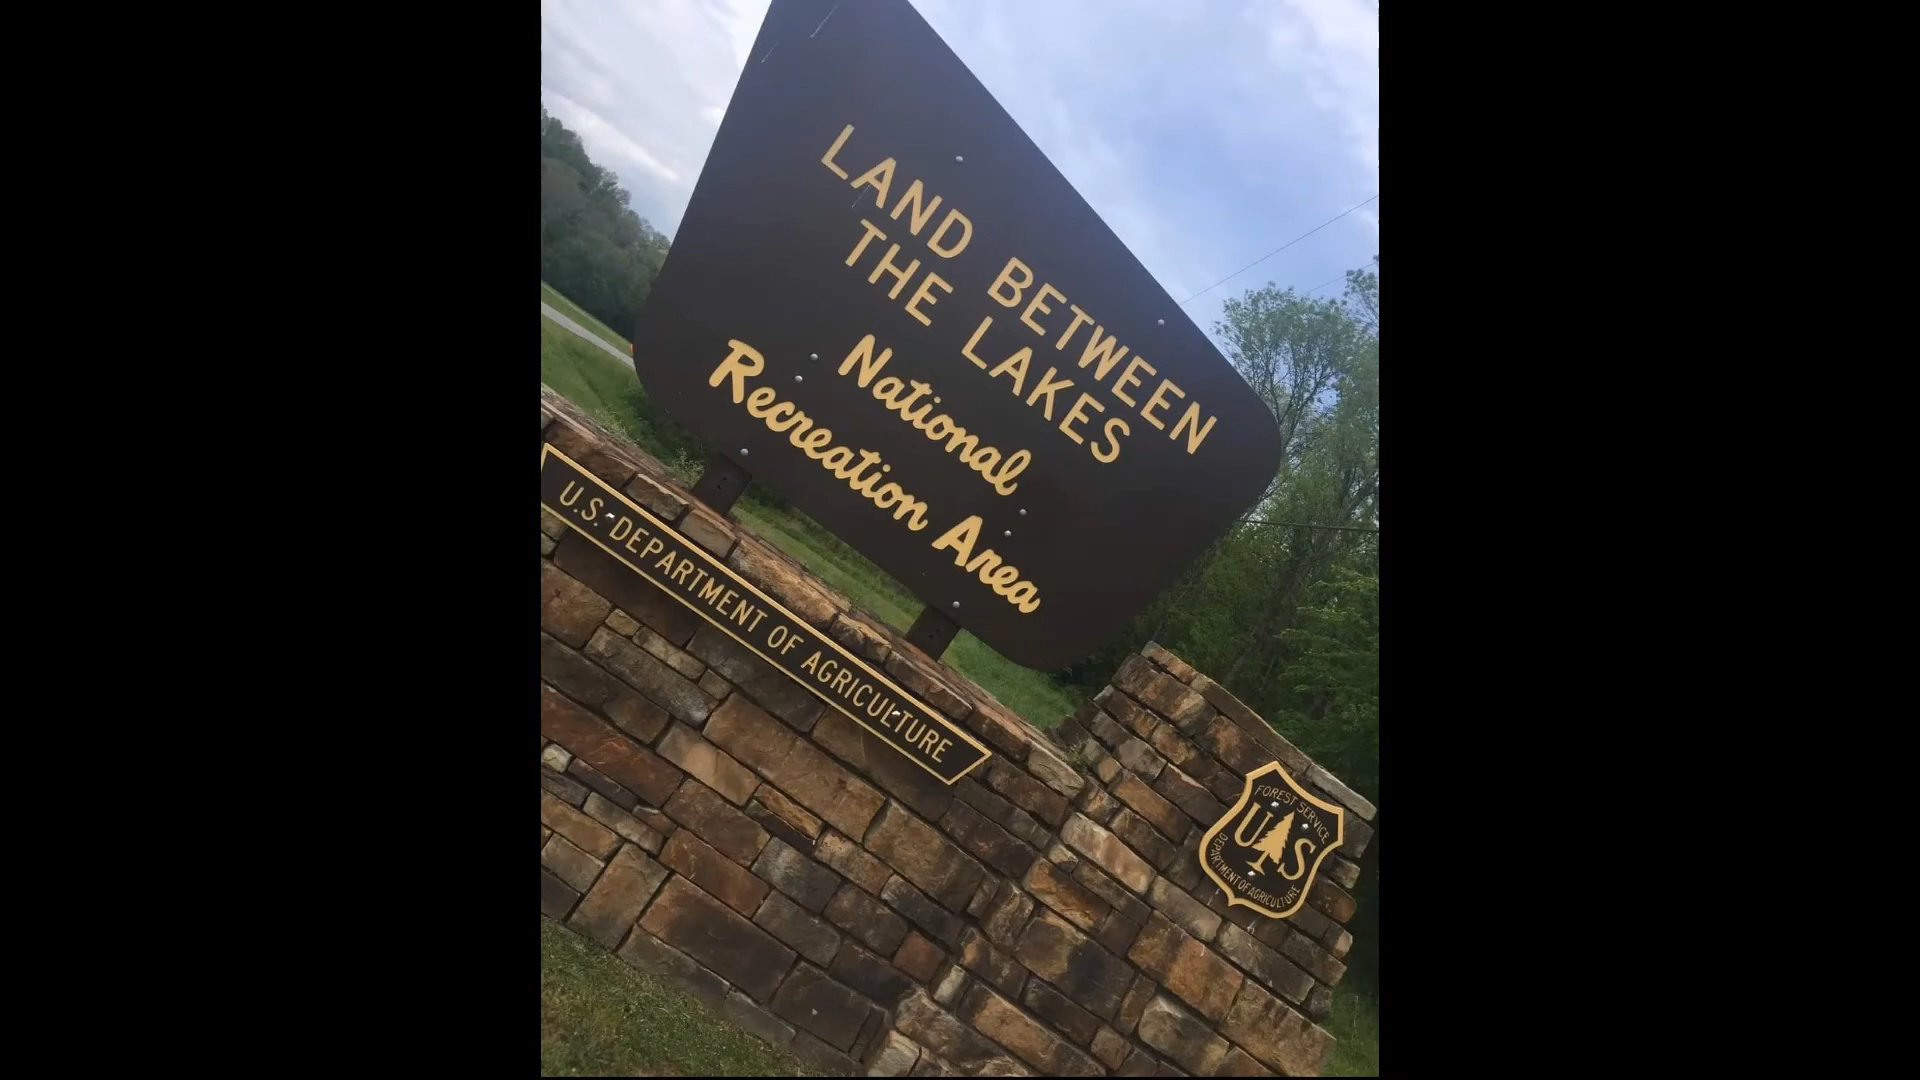 LAND BETWEEN
THE LAKES
National
Recreation Area
U.S. DEPARTMENT OF AGRICULTURE
FOREST SERVICE
U S
DEPARTMENT OF AGRICULTURE